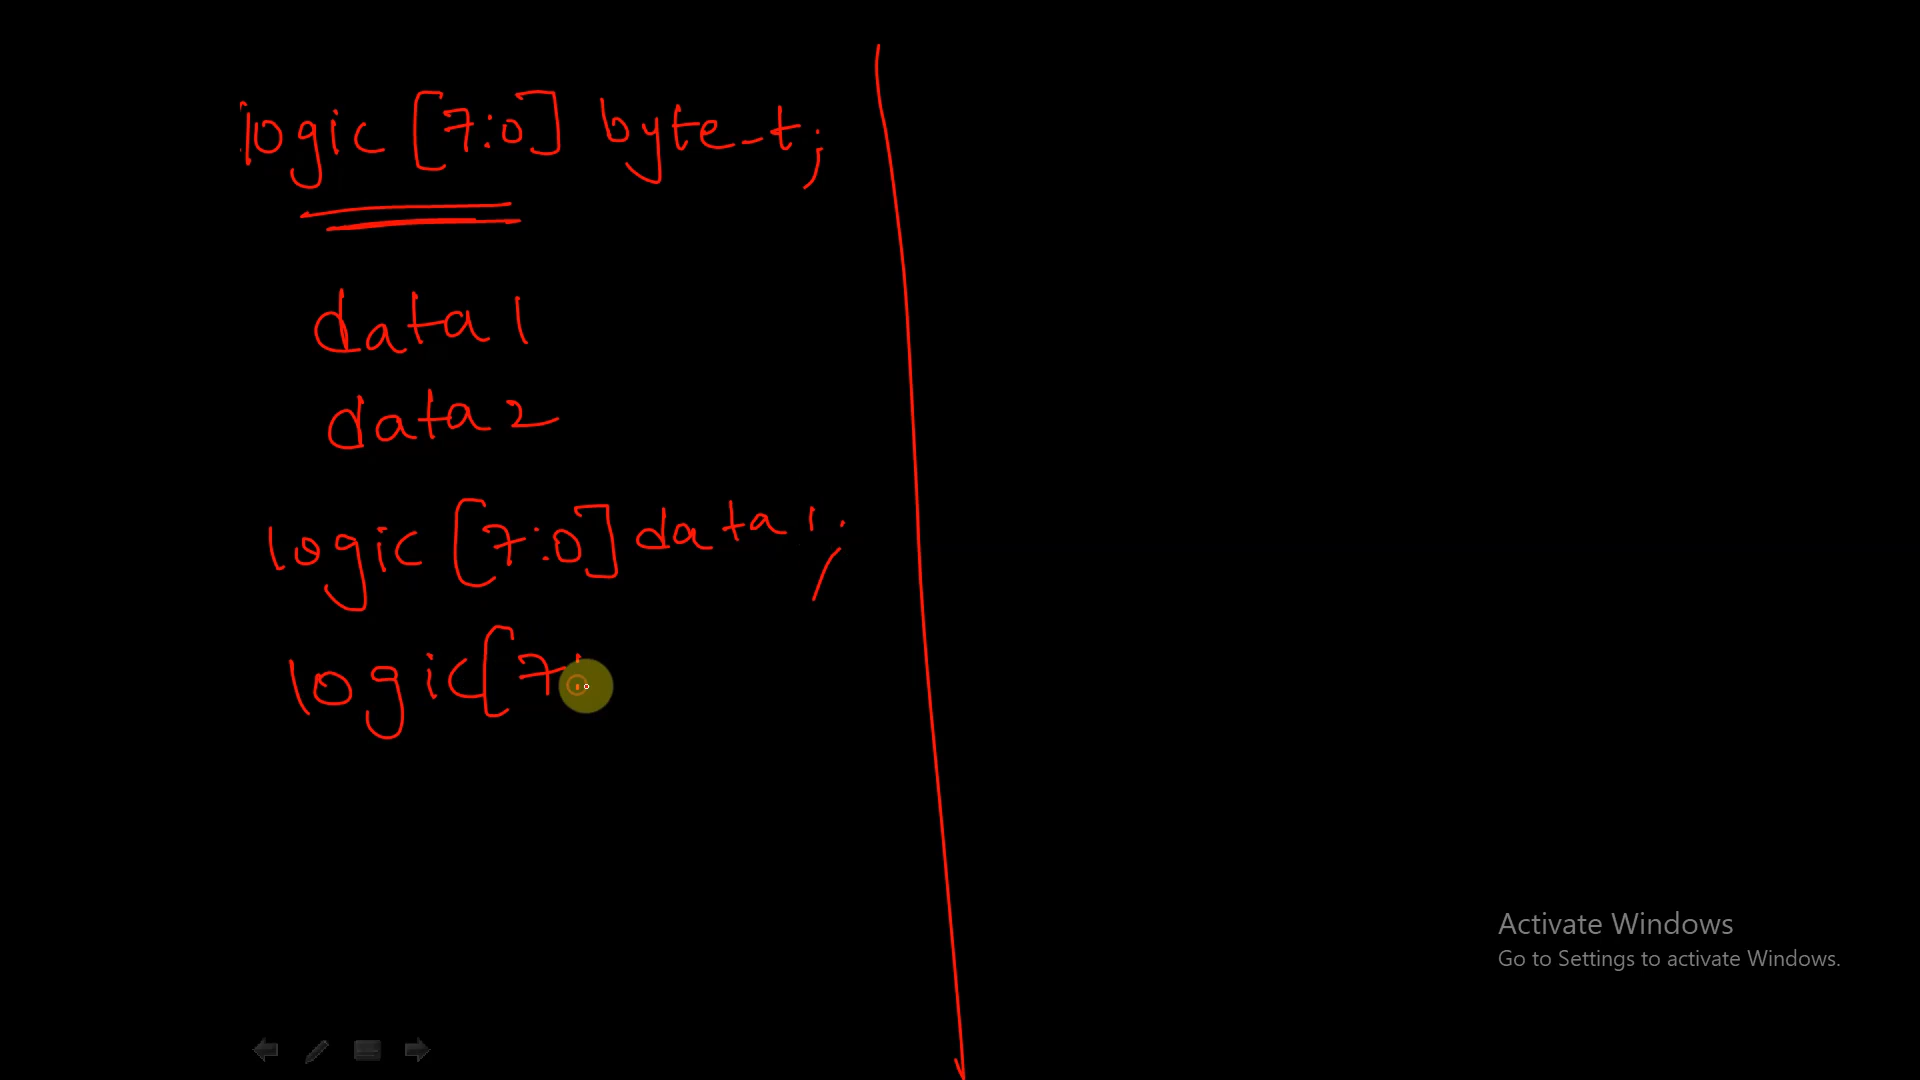 logic [7:0] byte_t;
data1
data2
logic [7:0] data1;
logic [7:
Activate Windows
Go to Settings to activate Windows.